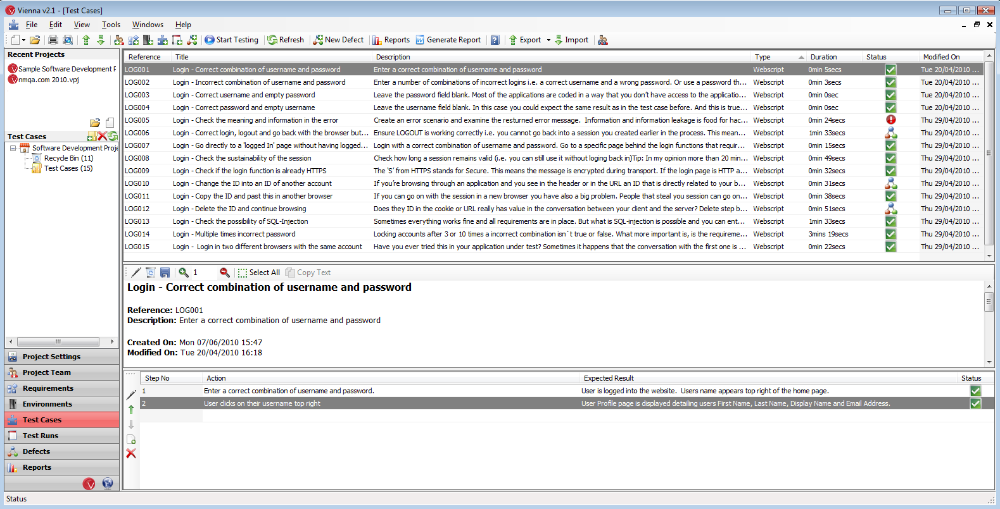 Vienna v2.1 - [Test Cases]
File Edit View Tools Windows Help
Start Testing Refresh New Defect Reports Generate Report Export Import
Recent Projects
Sample Software Development F
nmqa.com 2010.vpj
Test Cases
Software Development Proje
Recycle Bin (11)
Test Cases (15)
Project Settings
Project Team
Requirements
Environments
Test Cases
Test Runs
Defects
Reports
Reference Title Description Type Duration Status Modified On
LOG001 Login - Correct combination of username and password Enter a correct combination of username and password Webscript 0min 5secs Tue 20/04/2010 ...
LOG002 Login - Incorrect combination of username and password Enter a number of combinations of incorrect logins i.e. a correct username and a wrong password. Or use a password th... Webscript 0min 3secs Tue 20/04/2010 ...
LOG003 Login - Correct username and empty password Leave the password field blank. Most of the applications are coded in a way that you don't have access to the applicatio... Webscript 0min 0sec Tue 20/04/2010 ...
LOG004 Login - Correct password and empty username Leave the username field blank. In this case you could expect the same result as in the test case before. And this is true... Webscript 0min 0sec Tue 20/04/2010 ...
LOG005 Login - Check the meaning and information in the error Create an error scenario and examine the resturned error message. Information and information leakage is food for hac... Webscript 0min 24secs Thu 29/04/2010 ...
LOG006 Login - Correct login, logout and go back with the browser but... Ensure LOGOUT is working correctly i.e. you cannot go back into a session you created earlier in the process. This mean... Webscript 1min 33secs Thu 29/04/2010 ...
LOG007 Login - Go directly to a 'logged In' page without having logged... Login with a correct combination of username and password. Go to a specific page behind the login functions that requir... Webscript 0min 15secs Thu 29/04/2010 ...
LOG008 Login - Check the sustainability of the session Check how long a session remains valid (i.e. you can still use it without loging back in)Tip: In my opinion more than 20 min... Webscript 0min 49secs Thu 29/04/2010 ...
LOG009 Login - Check if the login function is already HTTPS The 'S' from HTTPS stands for Secure. This means the message is encrypted during transport. If the login page is HTTP a... Webscript 0min 32secs Thu 29/04/2010 ...
LOG010 Login - Change the ID into an ID of another account If you're browsing through an application and you see in the header or in the URL an ID that is directly related to your b... Webscript 0min 31secs Thu 29/04/2010 ...
LOG011 Login - Copy the ID and past this in another browser If you can go on with the session in a new browser you have also a big problem. People that steal you session can go on... Webscript 0min 38secs Thu 29/04/2010 ...
LOG012 Login - Delete the ID and continue browsing Does they ID in the cookie or URL really has value in the conversation between your client and the server? Delete step b... Webscript 0min 51secs Thu 29/04/2010 ...
LOG013 Login - Check the possibility of SQL-Injection Sometimes everything works fine and all requirements are in place. But what is SQL-injection is possible and you can ent... Webscript 1min 33secs Thu 29/04/2010 ...
LOG014 Login - Multiple times incorrect password Locking accounts after 3 or 10 times a incorrect combination isn`t true or false. What more important is, is the requireme... Webscript 3mins 19secs Thu 29/04/2010 ...
LOG015 Login - Login in two different browsers with the same account Have you ever tried this in your application under test? Sometimes it happens that the conversation with the first one is ... Webscript 0min 22secs Thu 29/04/2010 ...
1 Select All Copy Text
Login - Correct combination of username and password
Reference: LOG001
Description: Enter a correct combination of username and password
Created On: Mon 07/06/2010 15:47
Modified On: Tue 20/04/2010 16:18
Step No Action Expected Result Status
1 Enter a correct combination of username and password. User is logged into the website. Users name appears top right of the home page.
2 User clicks on their username top right User Profile page is displayed detailing users First Name, Last Name, Display Name and Email Address.
Status